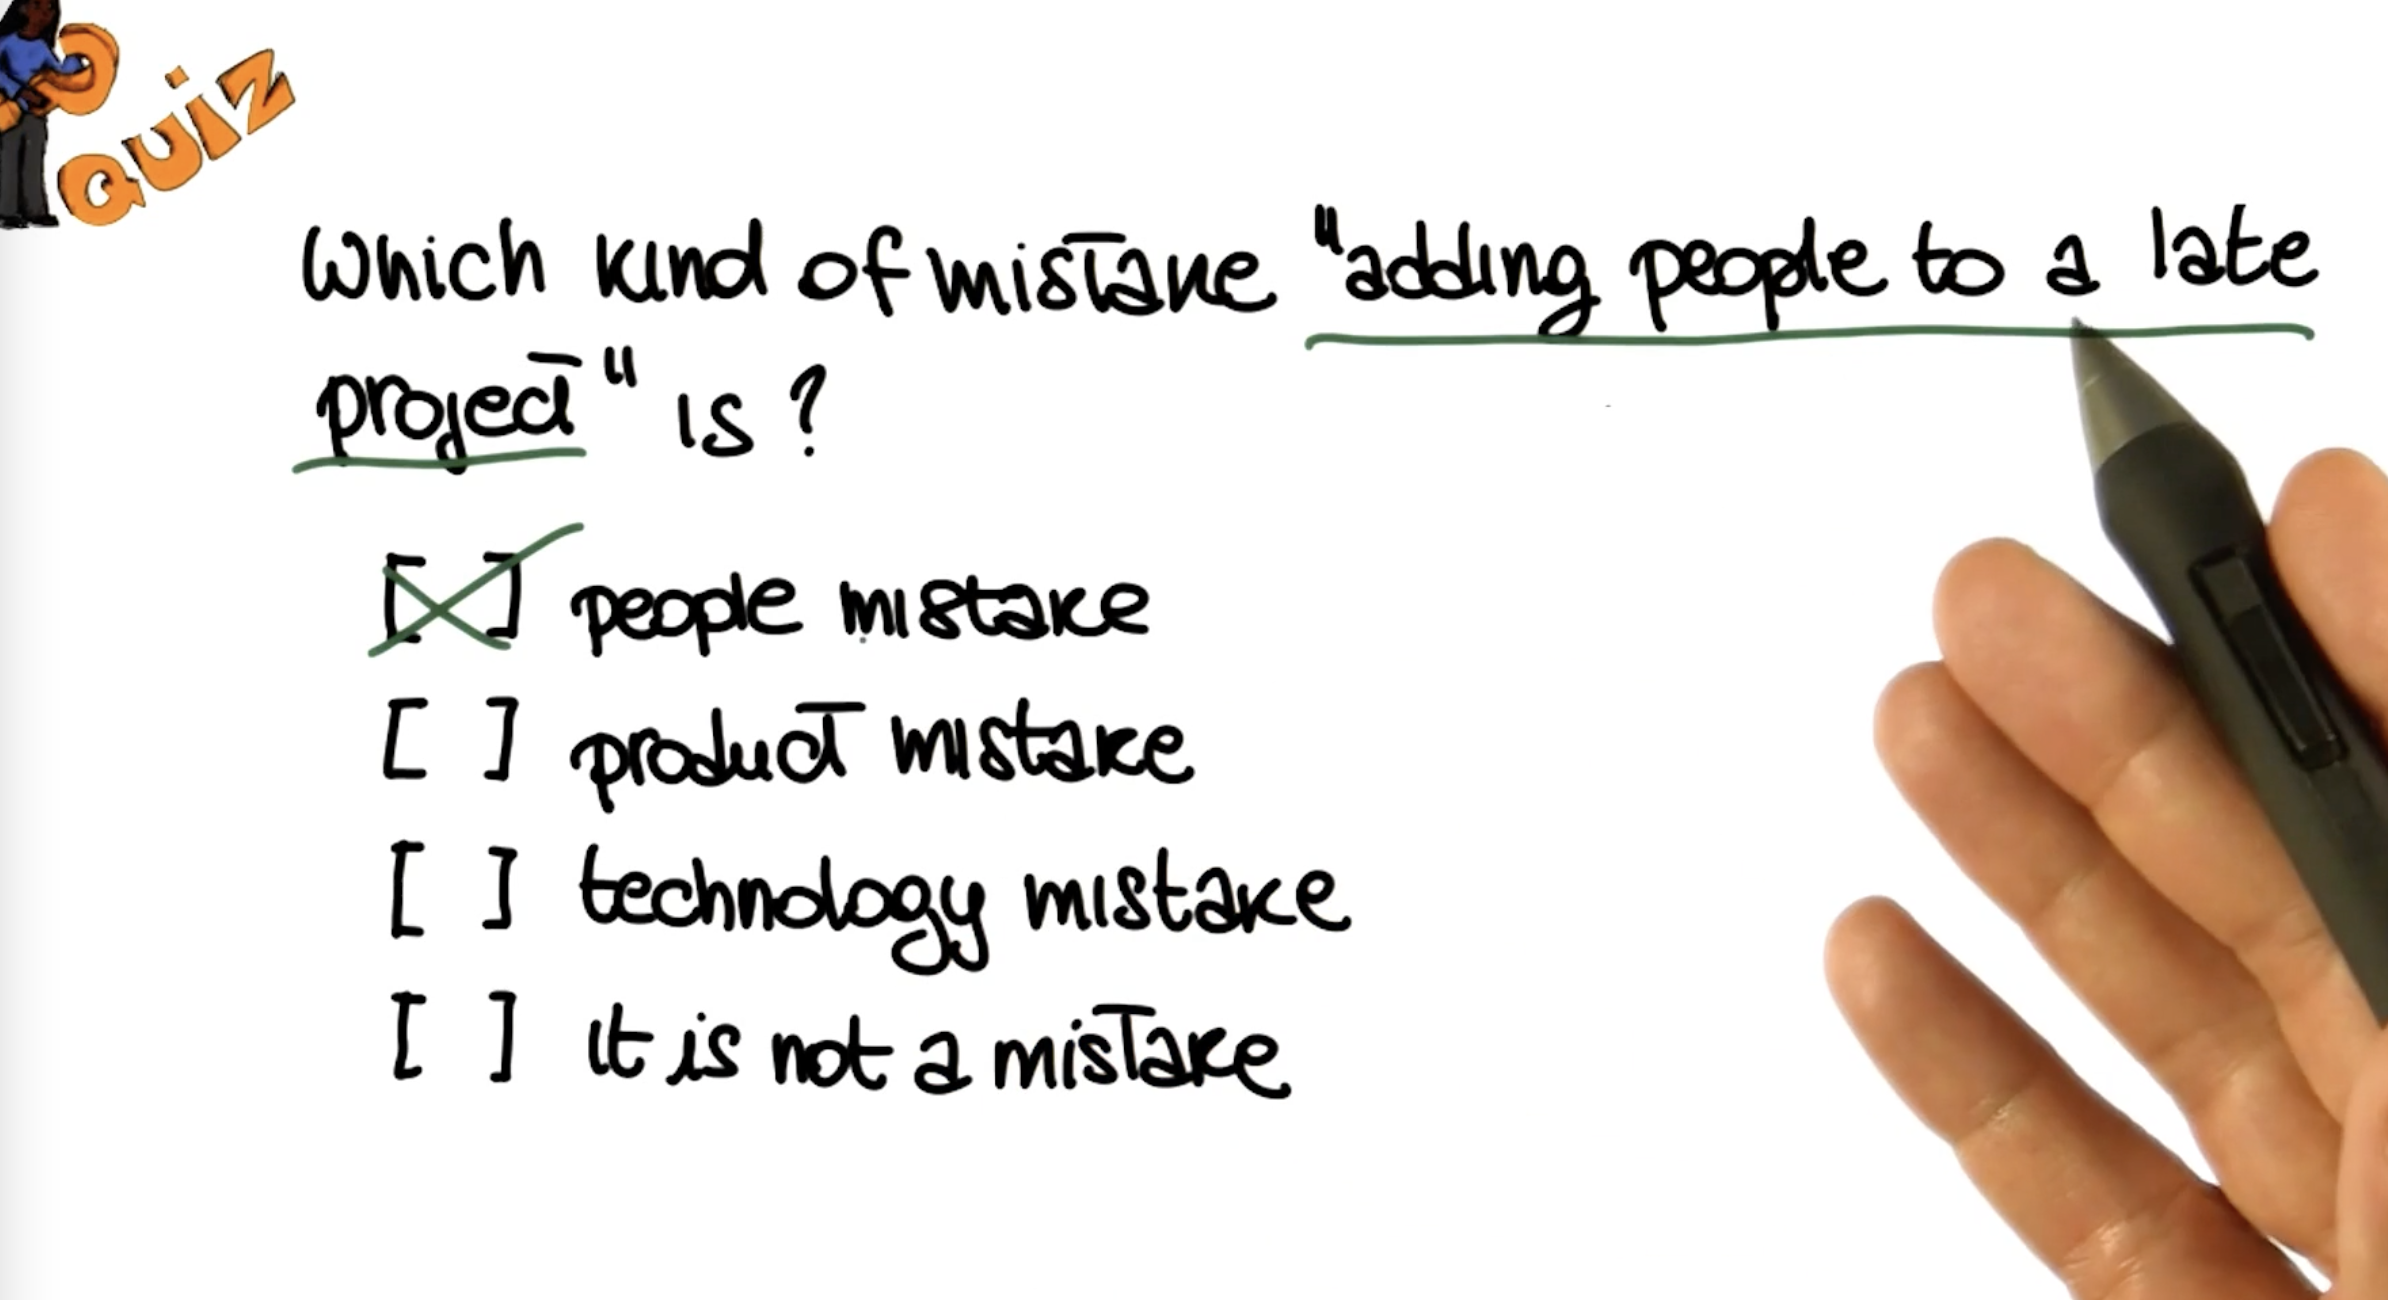 QUIZ
Which kind of mistake "adding people to a late
project" is?
[X] people mistake
[ ] product mistake
[ ] technology mistake
[ ] it is not a mistake